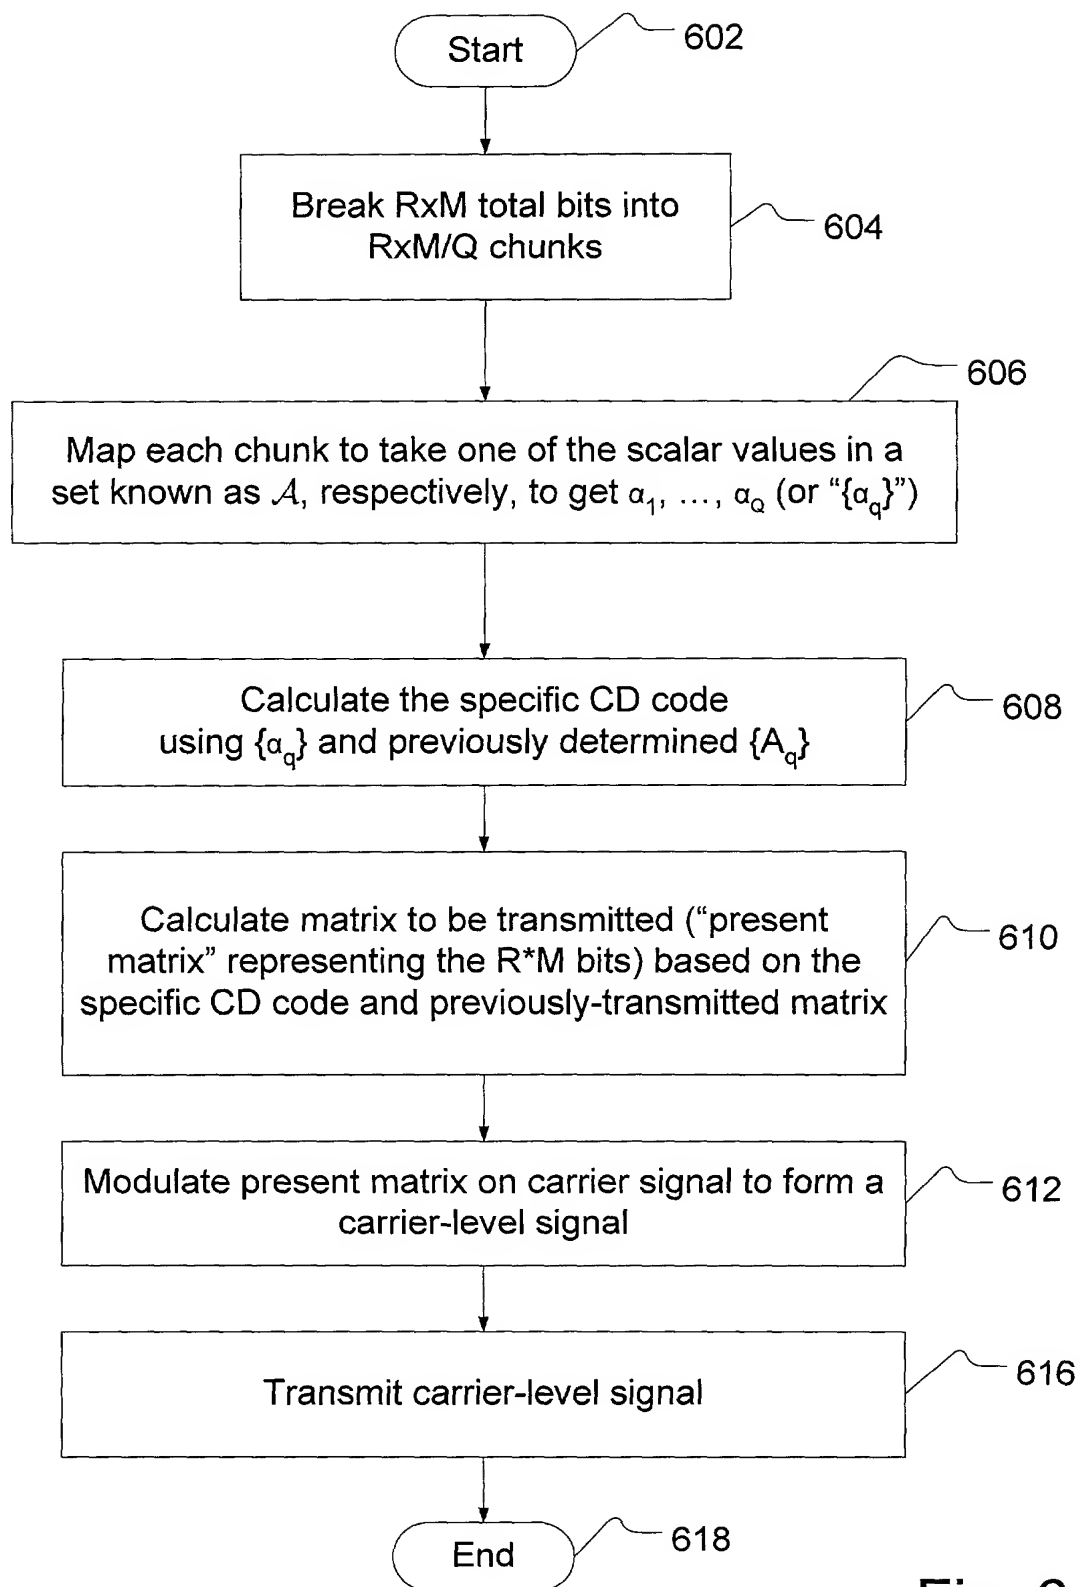 Start
602
Break RxM total bits into
RxM/Q chunks
604
606
Map each chunk to take one of the scalar values in a
set known as 𝒜, respectively, to get α₁, ..., α_Q (or “{α_q}”)
Calculate the specific CD code
using {α_q} and previously determined {A_q}
608
Calculate matrix to be transmitted (“present
matrix” representing the R*M bits) based on the
specific CD code and previously-transmitted matrix
610
Modulate present matrix on carrier signal to form a
carrier-level signal
612
Transmit carrier-level signal
616
End
618